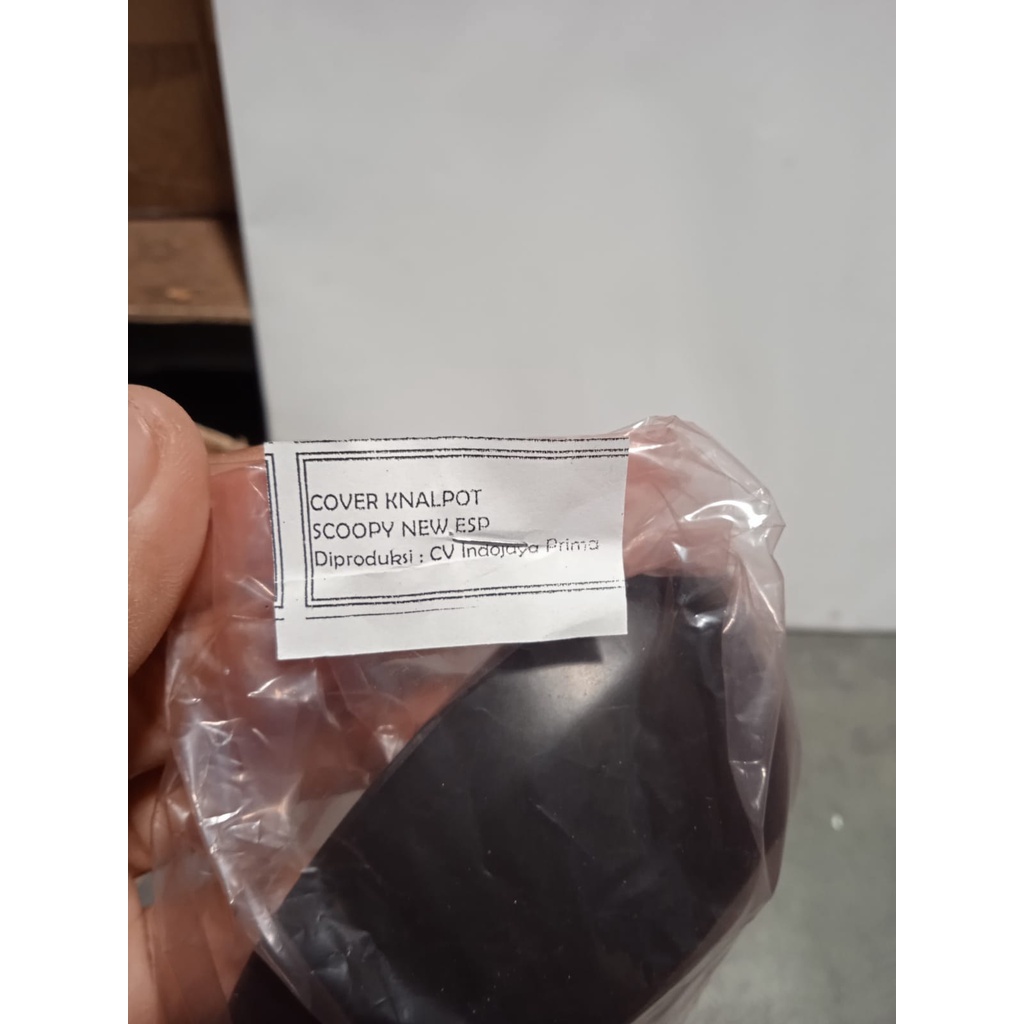 COVER KNALPOT
SCOOPY NEW ESP
Diproduksi : CV Indojaya Prima